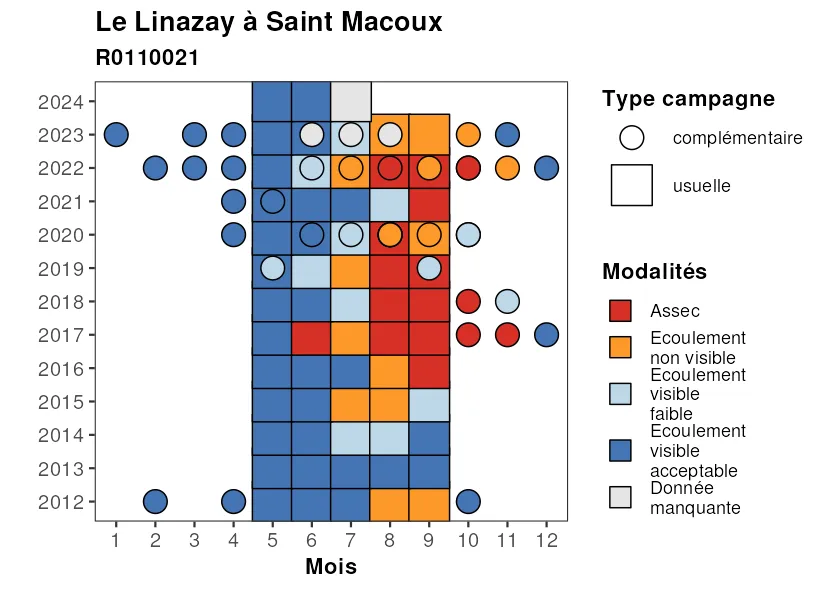 Le Linazay à Saint Macoux
R0110021
2024
2023
2022
2021
2020
2019
2018
2017
2016
2015
2014
2013
2012
1 2 3 4 5 6 7 8 9 10 11 12
Mois
Type campagne
complémentaire
usuelle
Modalités
Assec
Ecoulement
non visible
Ecoulement
visible
faible
Ecoulement
visible
acceptable
Donnée
manquante